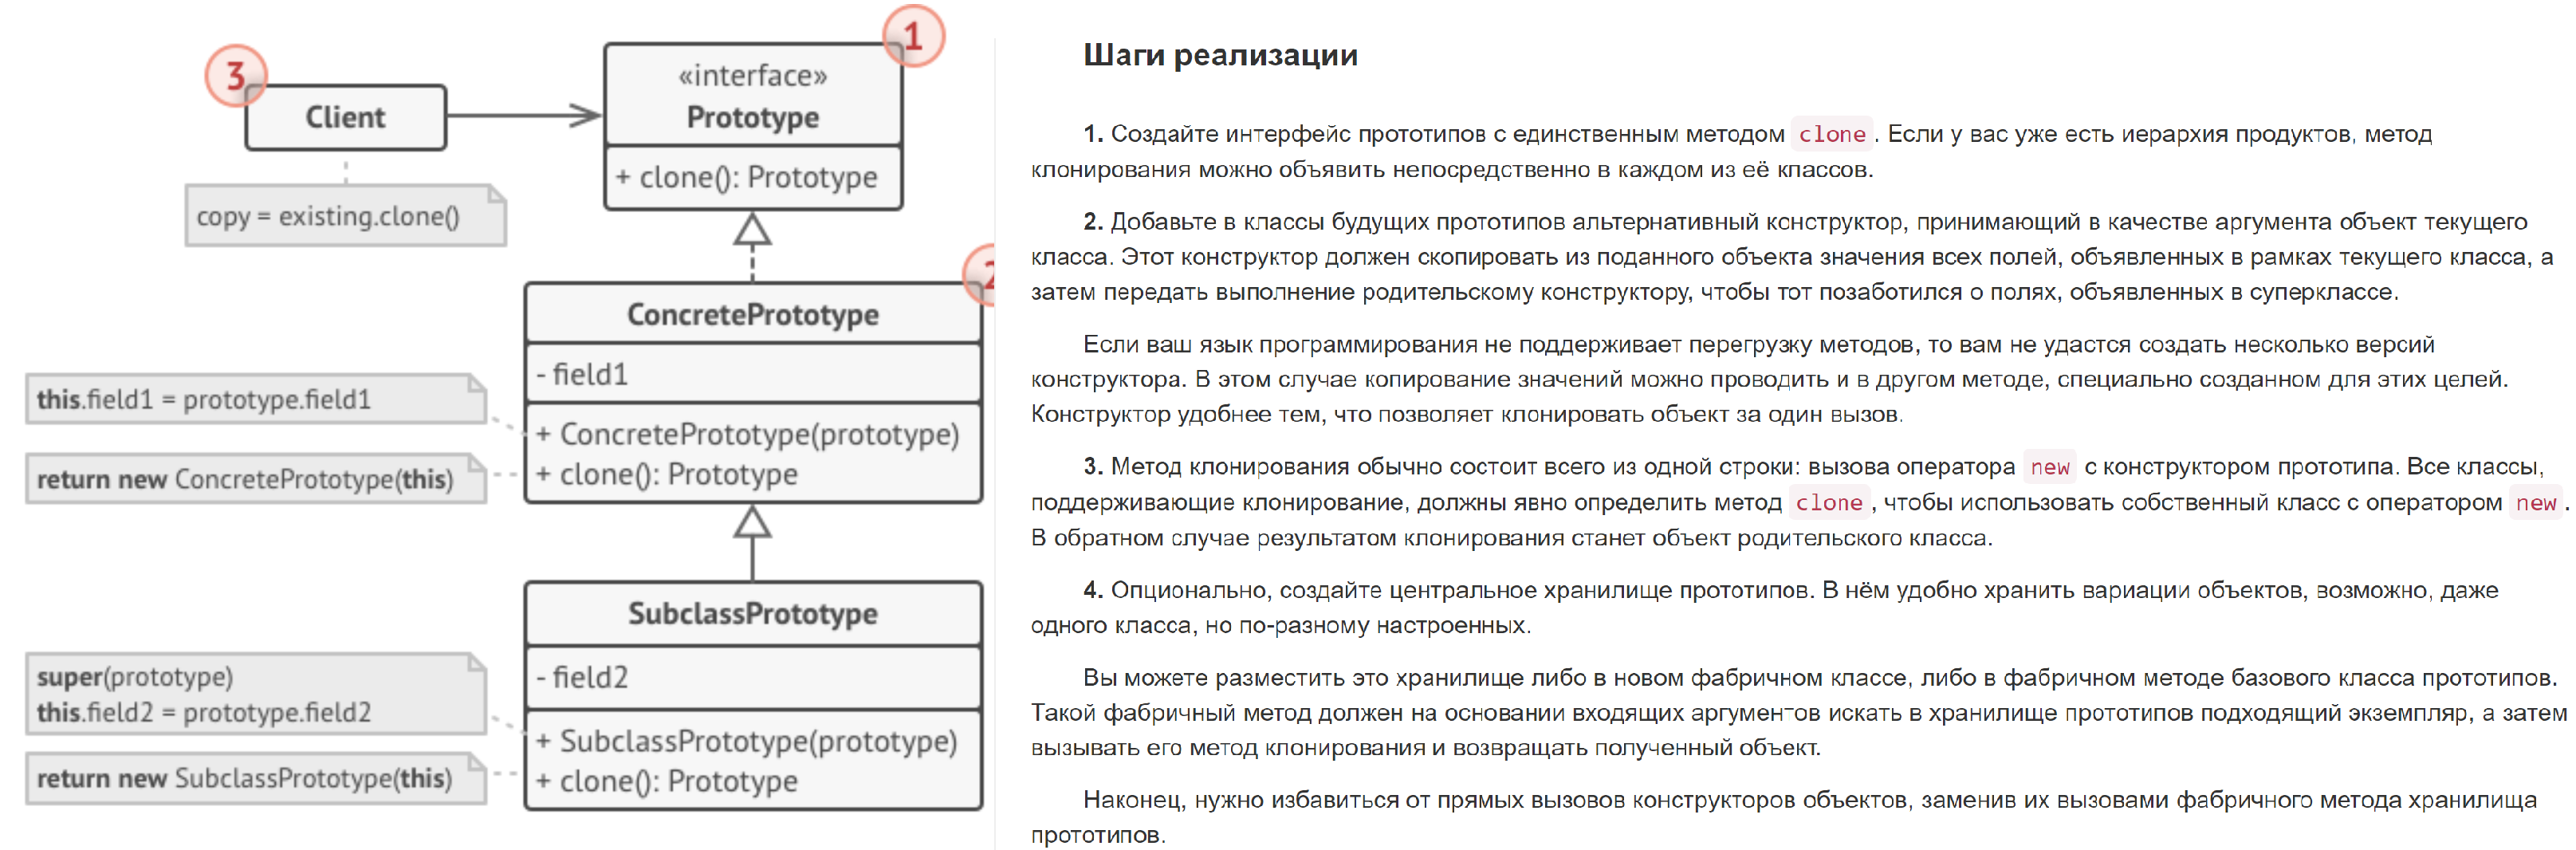 3
Client
copy = existing.clone()
1
«interface»
Prototype
+ clone(): Prototype
2
ConcretePrototype
- field1
+ ConcretePrototype(prototype)
+ clone(): Prototype
this.field1 = prototype.field1
return new ConcretePrototype(this)
SubclassPrototype
- field2
+ SubclassPrototype(prototype)
+ clone(): Prototype
super(prototype)
this.field2 = prototype.field2
return new SubclassPrototype(this)
Шаги реализации
1. Создайте интерфейс прототипов с единственным методом clone. Если у вас уже есть иерархия продуктов, метод
клонирования можно объявить непосредственно в каждом из её классов.
2. Добавьте в классы будущих прототипов альтернативный конструктор, принимающий в качестве аргумента объект текущего
класса. Этот конструктор должен скопировать из поданного объекта значения всех полей, объявленных в рамках текущего класса, а
затем передать выполнение родительскому конструктору, чтобы тот позаботился о полях, объявленных в суперклассе.
Если ваш язык программирования не поддерживает перегрузку методов, то вам не удастся создать несколько версий
конструктора. В этом случае копирование значений можно проводить и в другом методе, специально созданном для этих целей.
Конструктор удобнее тем, что позволяет клонировать объект за один вызов.
3. Метод клонирования обычно состоит всего из одной строки: вызова оператора new с конструктором прототипа. Все классы,
поддерживающие клонирование, должны явно определить метод clone, чтобы использовать собственный класс с оператором new.
В обратном случае результатом клонирования станет объект родительского класса.
4. Опционально, создайте центральное хранилище прототипов. В нём удобно хранить вариации объектов, возможно, даже
одного класса, но по-разному настроенных.
Вы можете разместить это хранилище либо в новом фабричном классе, либо в фабричном методе базового класса прототипов.
Такой фабричный метод должен на основании входящих аргументов искать в хранилище прототипов подходящий экземпляр, а затем
вызывать его метод клонирования и возвращать полученный объект.
Наконец, нужно избавиться от прямых вызовов конструкторов объектов, заменив их вызовами фабричного метода хранилища
прототипов.